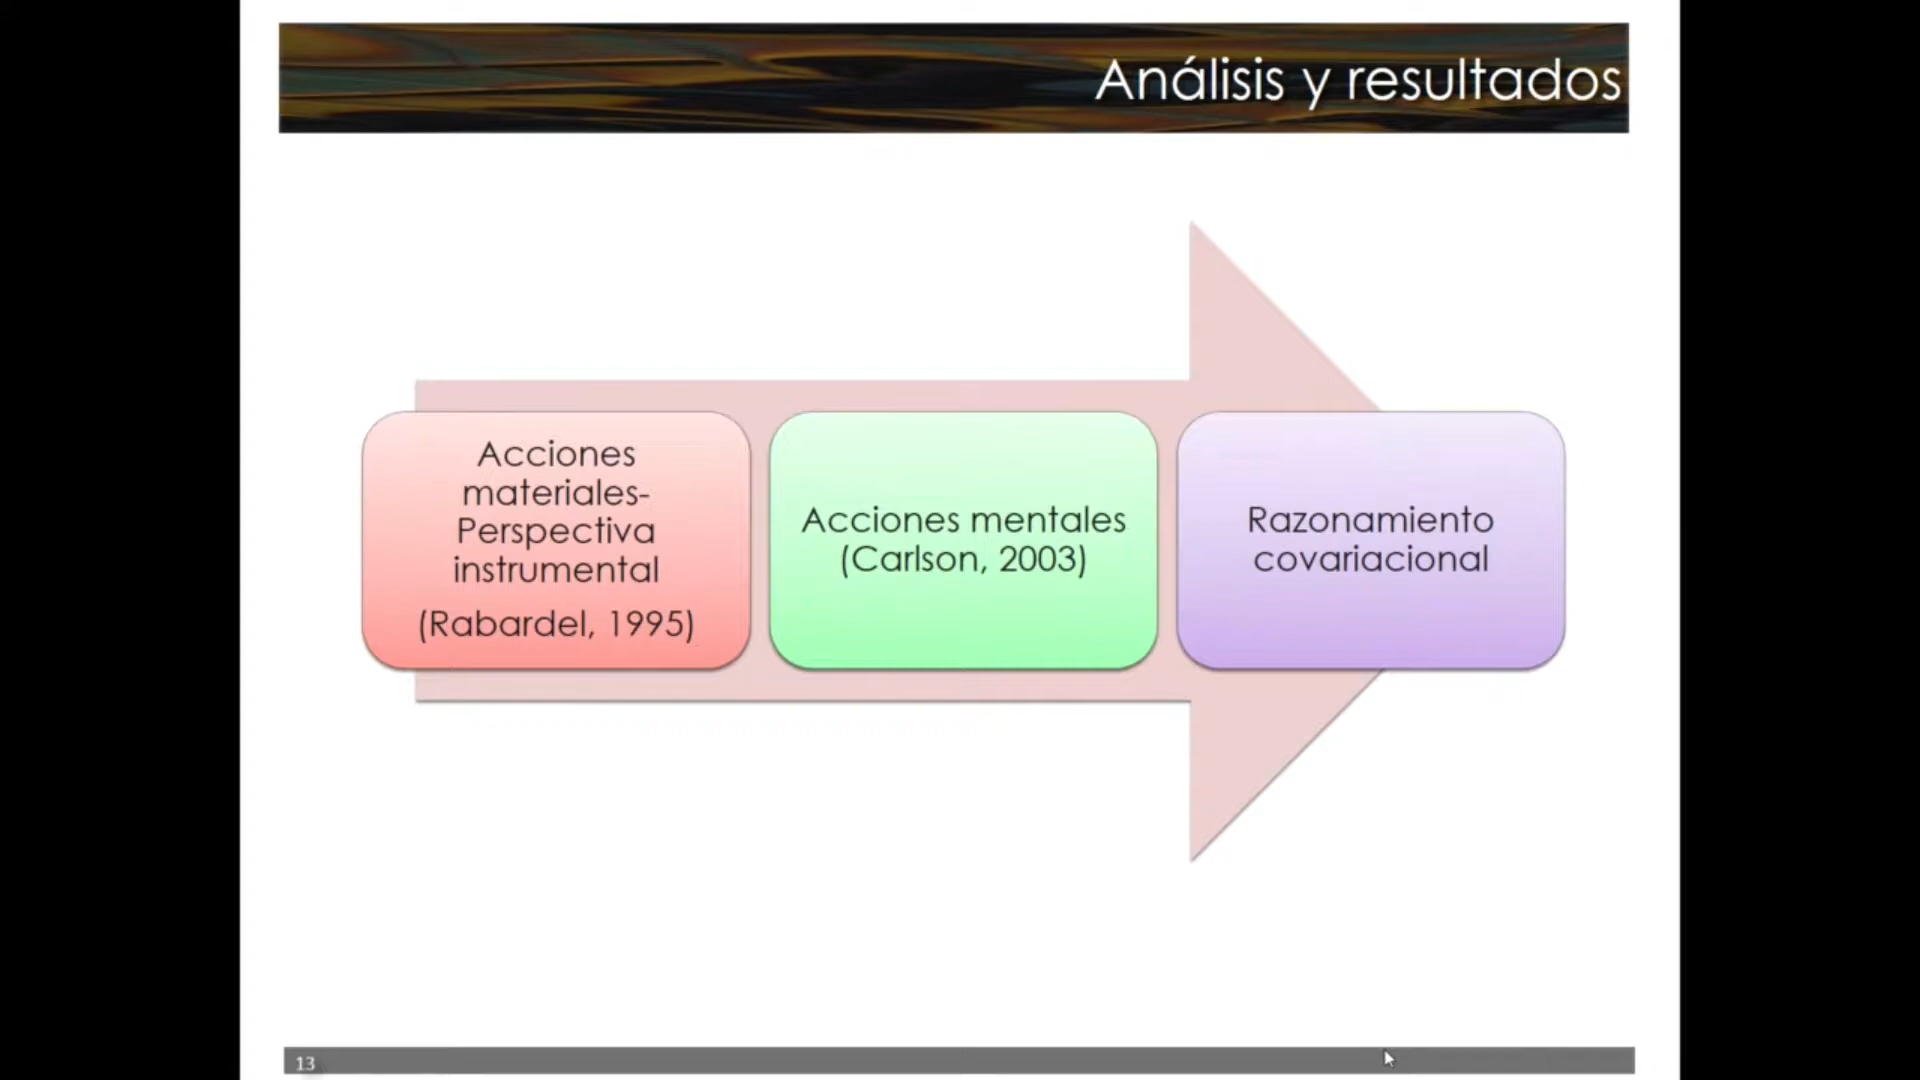 Análisis y resultados
Acciones
materiales-
Perspectiva
instrumental
(Rabardel, 1995)
Acciones mentales
(Carlson, 2003)
Razonamiento
covariacional
13